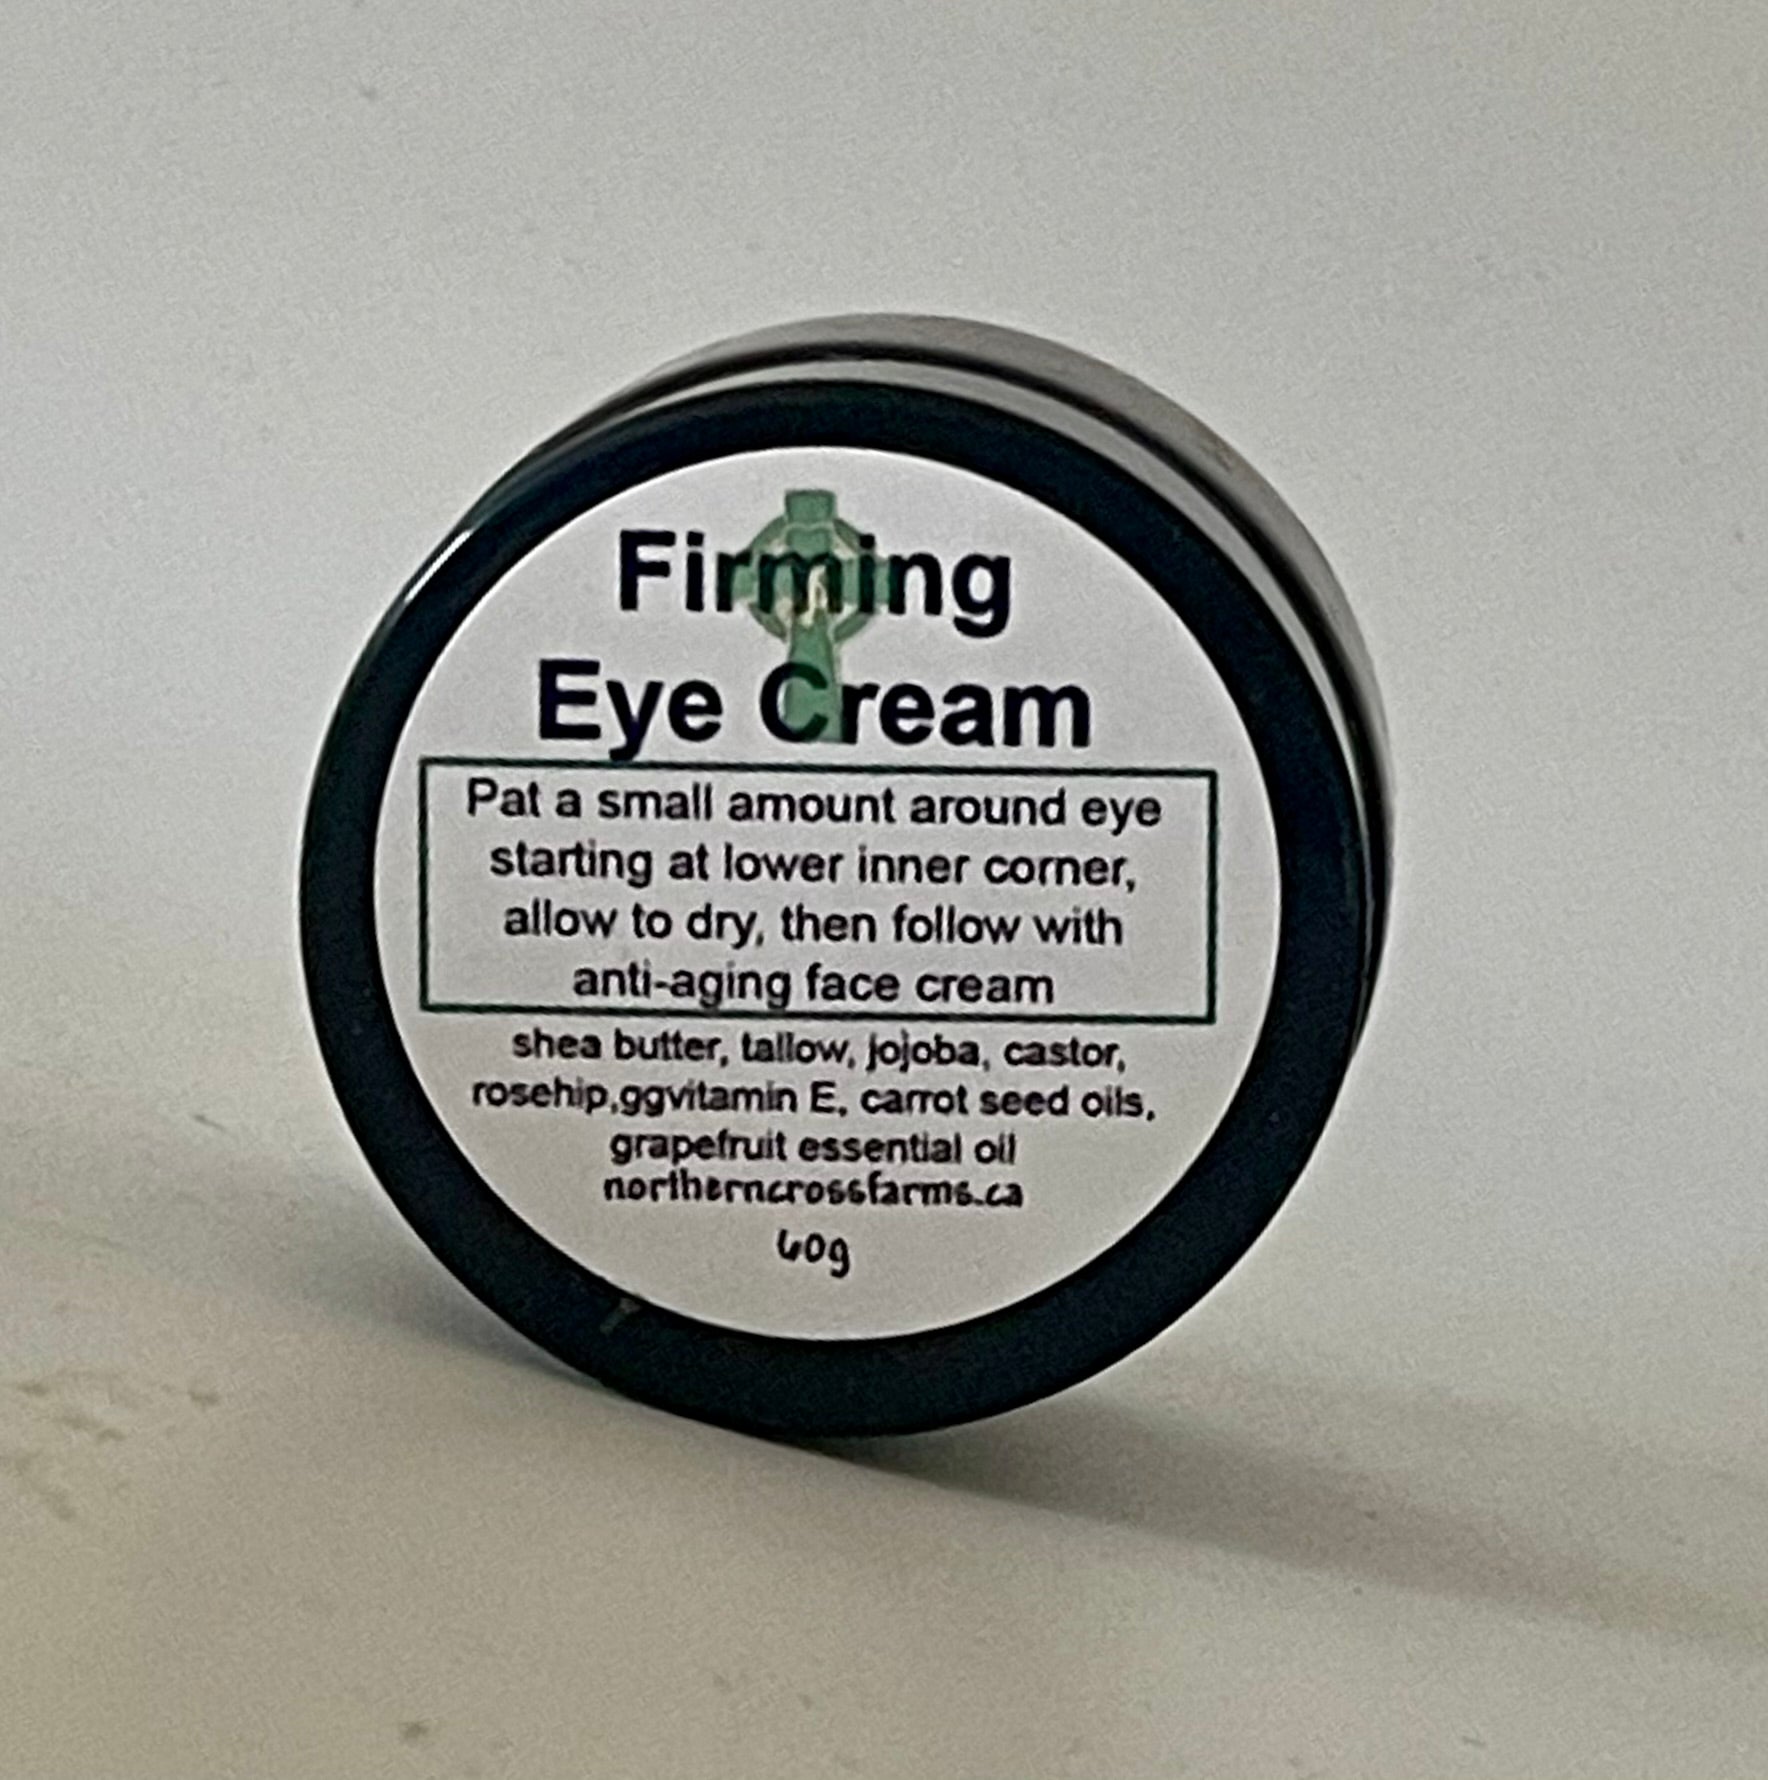 Firming
Eye Cream
Pat a small amount around eye
starting at lower inner corner,
allow to dry, then follow with
anti-aging face cream
shea butter, tallow, jojoba, castor,
rosehip,ggvitamin E, carrot seed oils,
grapefruit essential oil
northerncrossfarms.ca
60g